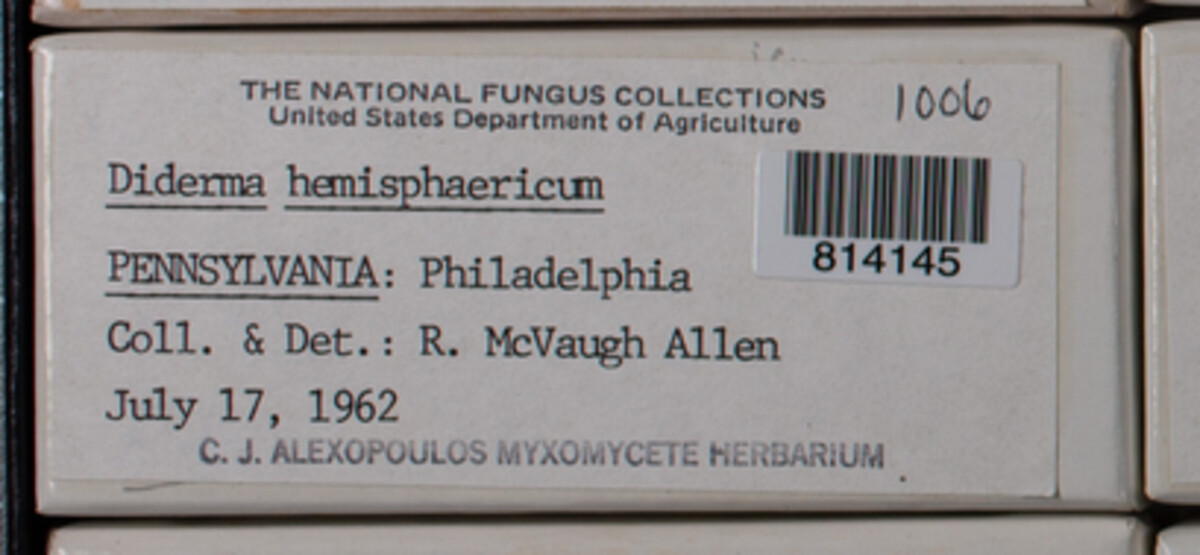 THE NATIONAL FUNGUS COLLECTIONS 1006
United States Department of Agriculture
Diderma hemisphaericum
814145
PENNSYLVANIA: Philadelphia
Coll. & Det.: R. McVaugh Allen
July 17, 1962
C. J. ALEXOPOULOS MYXOMYCETE HERBARIUM